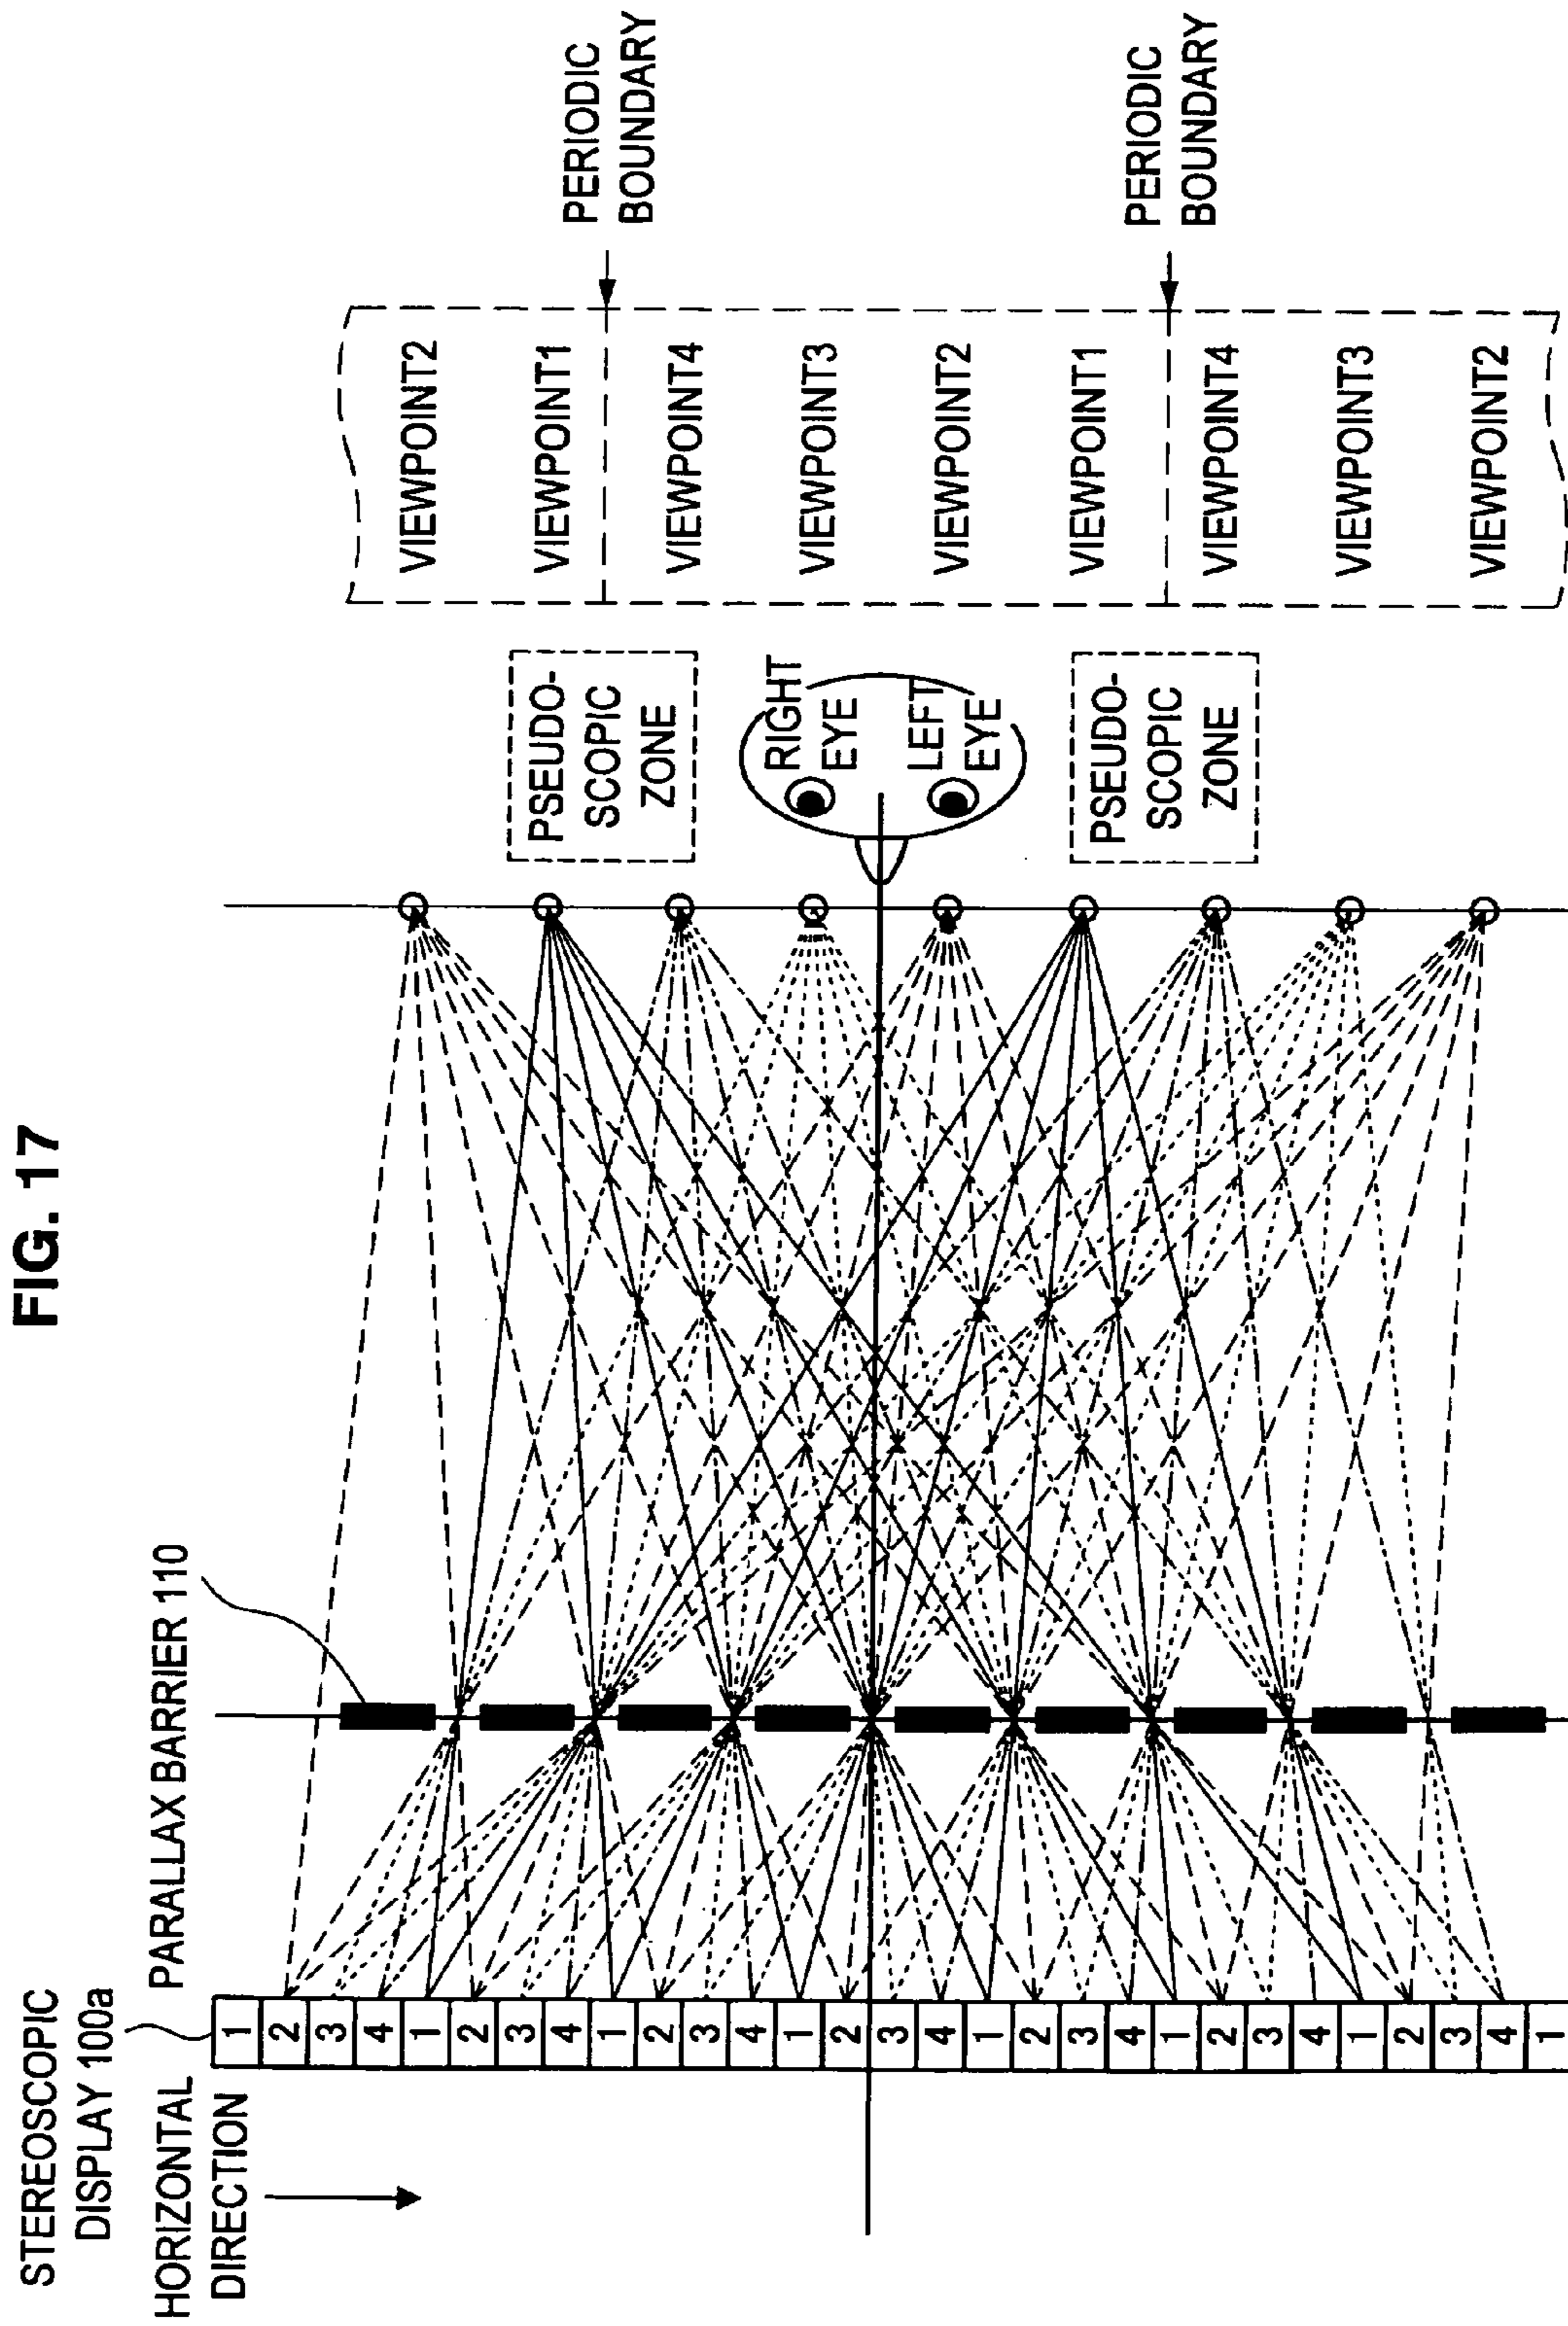 FIG. 17
STEREOSCOPIC
DISPLAY 100a
PARALLAX BARRIER 110
HORIZONTAL
DIRECTION
1
2
3
4
1
2
3
4
1
2
3
4
1
2
3
4
1
2
3
4
1
2
3
4
1
2
3
4
1
PSEUDO-
SCOPIC
ZONE
RIGHT
EYE
LEFT
EYE
PSEUDO-
SCOPIC
ZONE
VIEWPOINT2
VIEWPOINT1
VIEWPOINT4
VIEWPOINT3
VIEWPOINT2
VIEWPOINT1
VIEWPOINT4
VIEWPOINT3
VIEWPOINT2
PERIODIC
BOUNDARY
PERIODIC
BOUNDARY